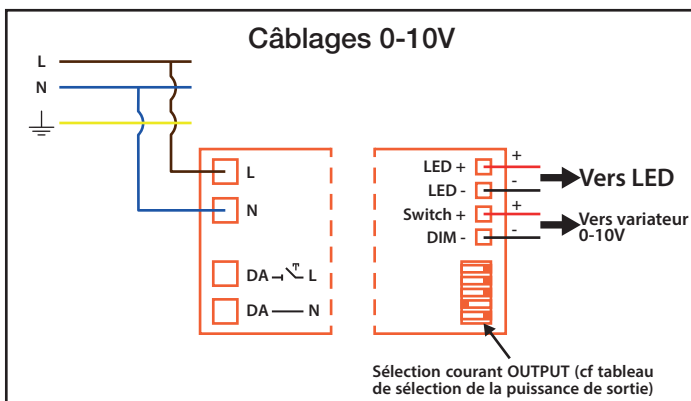 Câblages 0-10V
L
N
L
N
DA L
DA N
LED +
LED -
Switch +
DIM -
+
-
+
-
Vers LED
Vers variateur
0-10V
Sélection courant OUTPUT (cf tableau
de sélection de la puissance de sortie)